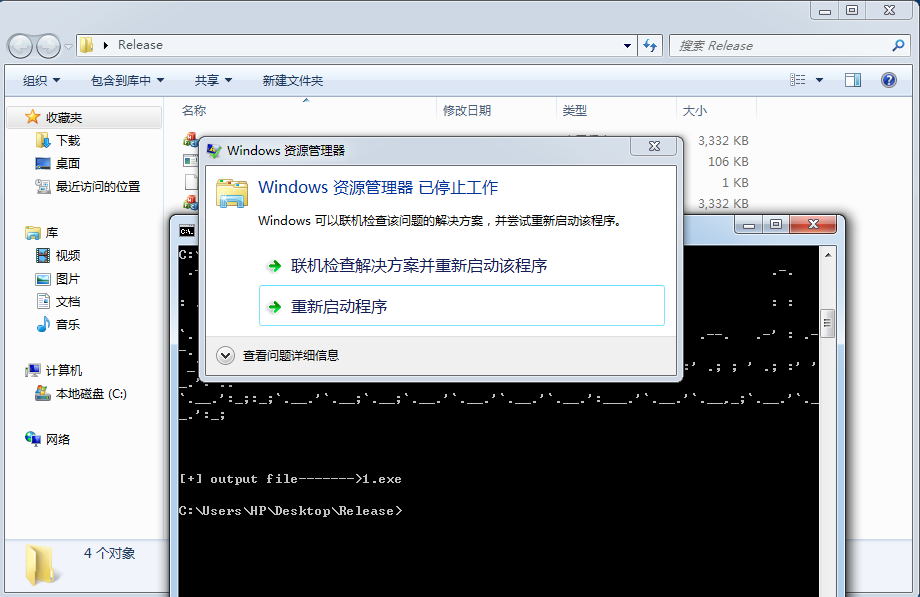 Release
搜索 Release
组织 包含到库中 共享 新建文件夹
名称 修改日期 类型 大小
收藏夹
下载
桌面
最近访问的位置
库
视频
图片
文档
音乐
计算机
本地磁盘 (C:)
网络
3,332 KB
106 KB
1 KB
3,332 KB
Windows 资源管理器
Windows 资源管理器 已停止工作
Windows 可以联机检查该问题的解决方案，并尝试重新启动该程序。
联机检查解决方案并重新启动该程序
重新启动程序
查看问题详细信息
[+] output file------->1.exe
C:\Users\HP\Desktop\Release>
4 个对象